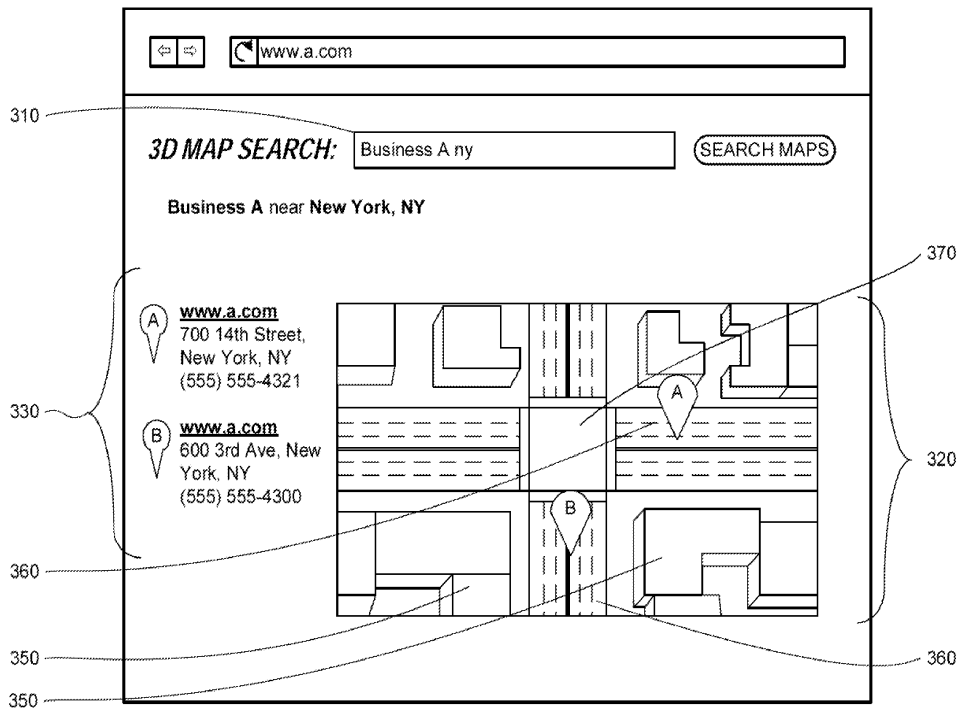 www.a.com
310
3D MAP SEARCH:
Business A ny
SEARCH MAPS
Business A near New York, NY
370
A
www.a.com
700 14th Street,
New York, NY
(555) 555-4321
330
B
www.a.com
600 3rd Ave, New
York, NY
(555) 555-4300
A
B
320
360
350
350
360